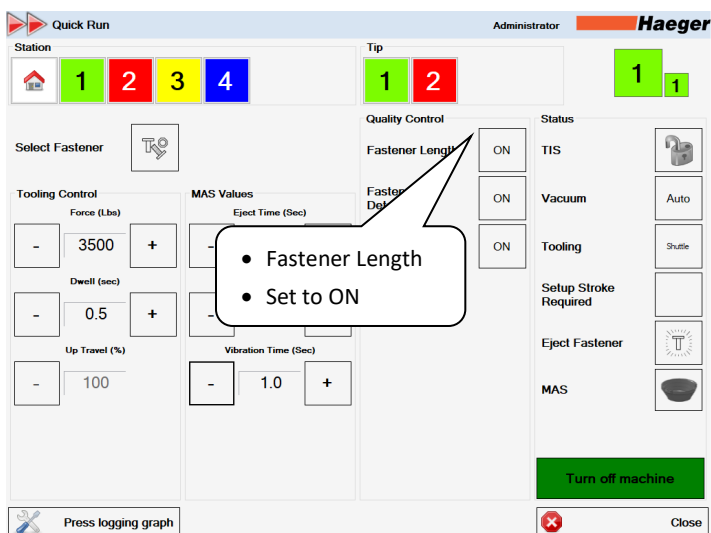 Quick Run
Administrator
Haeger
Station
1 2 3 4
Tip
1 2
1 1
Select Fastener
Tooling Control
Force (Lbs)
- 3500 +
Dwell (sec)
- 0.5 +
Up Travel (%)
- 100
MAS Values
Eject Time (Sec)
-
-
Vibration Time (Sec)
- 1.0 +
Quality Control
Fastener Length ON
ON
ON
• Fastener Length
• Set to ON
Status
TIS
Vacuum Auto
Tooling Shuttle
Setup Stroke
Required
Eject Fastener T
MAS
Turn off machine
Press logging graph
Close